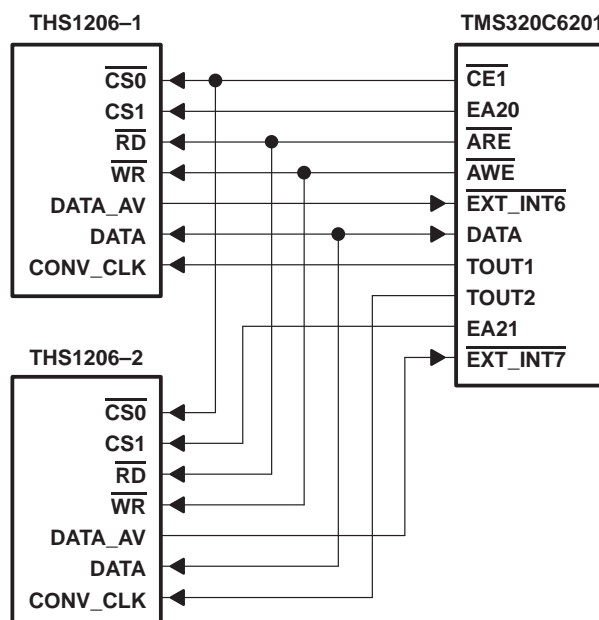 THS1206–1
CS0
CS1
RD
WR
DATA_AV
DATA
CONV_CLK
TMS320C6201
CE1
EA20
ARE
AWE
EXT_INT6
DATA
TOUT1
TOUT2
EA21
EXT_INT7
THS1206–2
CS0
CS1
RD
WR
DATA_AV
DATA
CONV_CLK